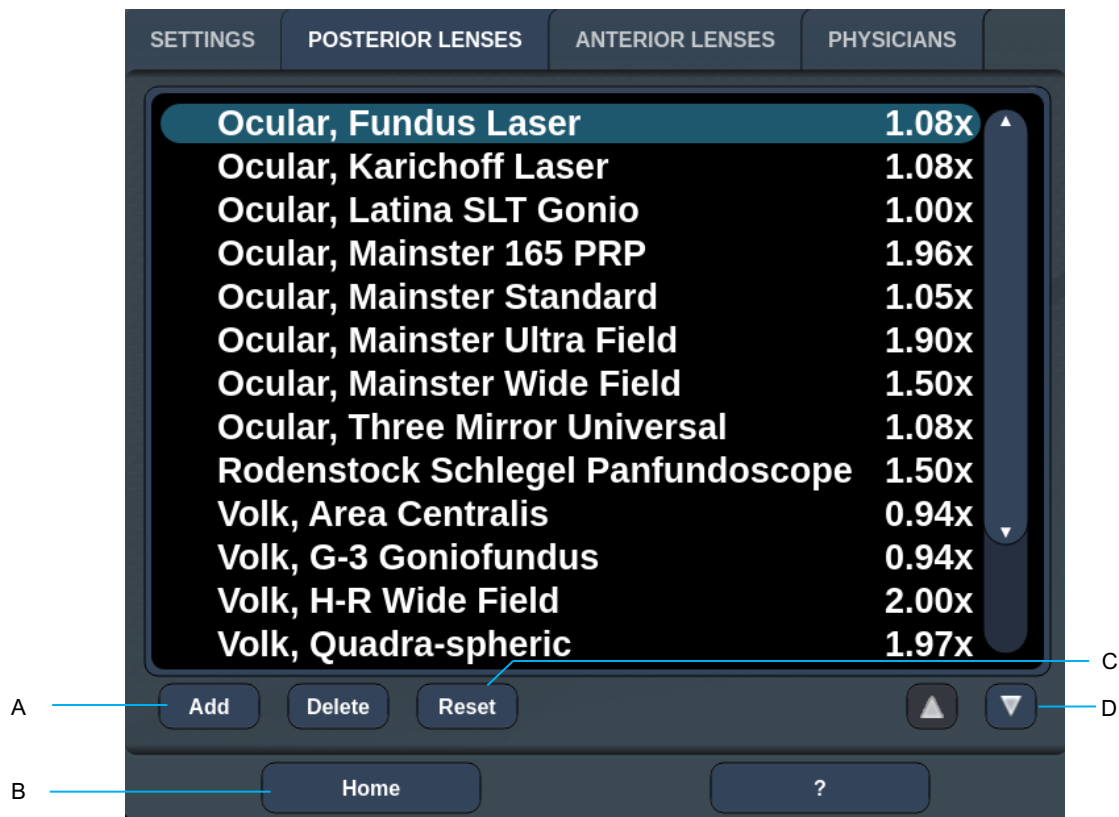 SETTINGS POSTERIOR LENSES ANTERIOR LENSES PHYSICIANS
Ocular, Fundus Laser 1.08x
Ocular, Karichoff Laser 1.08x
Ocular, Latina SLT Gonio 1.00x
Ocular, Mainster 165 PRP 1.96x
Ocular, Mainster Standard 1.05x
Ocular, Mainster Ultra Field 1.90x
Ocular, Mainster Wide Field 1.50x
Ocular, Three Mirror Universal 1.08x
Rodenstock Schlegel Panfundoscope 1.50x
Volk, Area Centralis 0.94x
Volk, G-3 Goniofundus 0.94x
Volk, H-R Wide Field 2.00x
Volk, Quadra-spheric 1.97x
C
A Add Delete Reset D
B Home ?